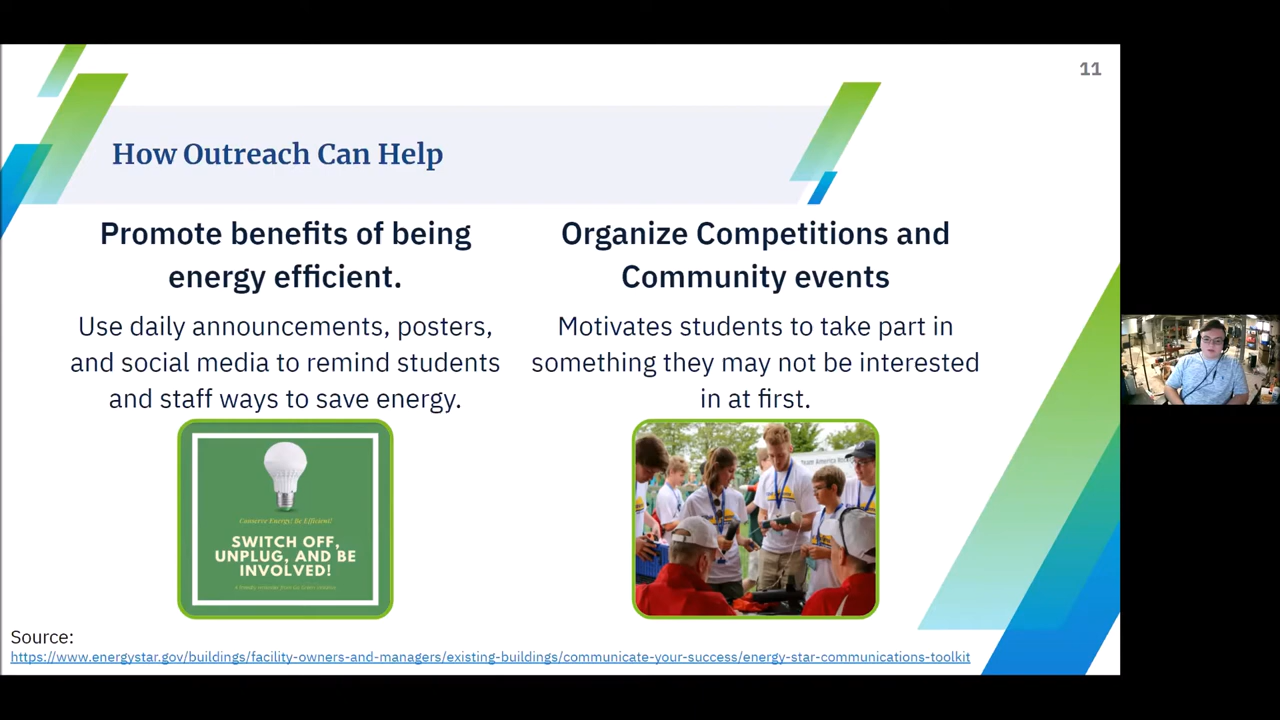 11
How Outreach Can Help
Promote benefits of being
energy efficient.
Use daily announcements, posters,
and social media to remind students
and staff ways to save energy.
Organize Competitions and
Community events
Motivates students to take part in
something they may not be interested
in at first.
Conserve Energy! Be Efficient!
SWITCH OFF,
UNPLUG, AND BE
INVOLVED!
Team America
Source:
https://www.energystar.gov/buildings/facility-owners-and-managers/existing-buildings/communicate-your-success/energy-star-communications-toolkit